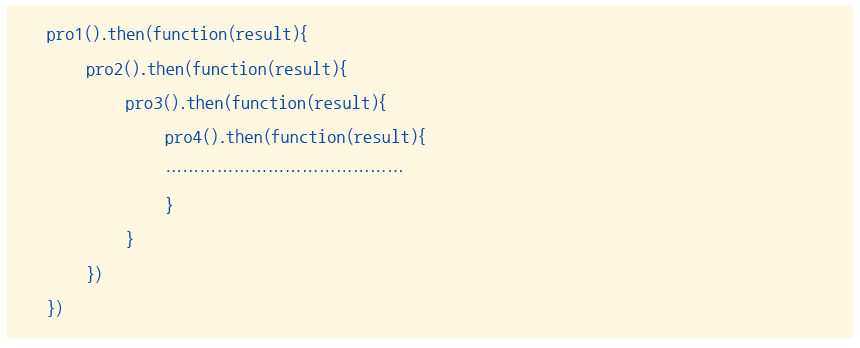 pro1().then(function(result){
pro2().then(function(result){
pro3().then(function(result){
pro4().then(function(result){
……………………………………
}
}
})
})